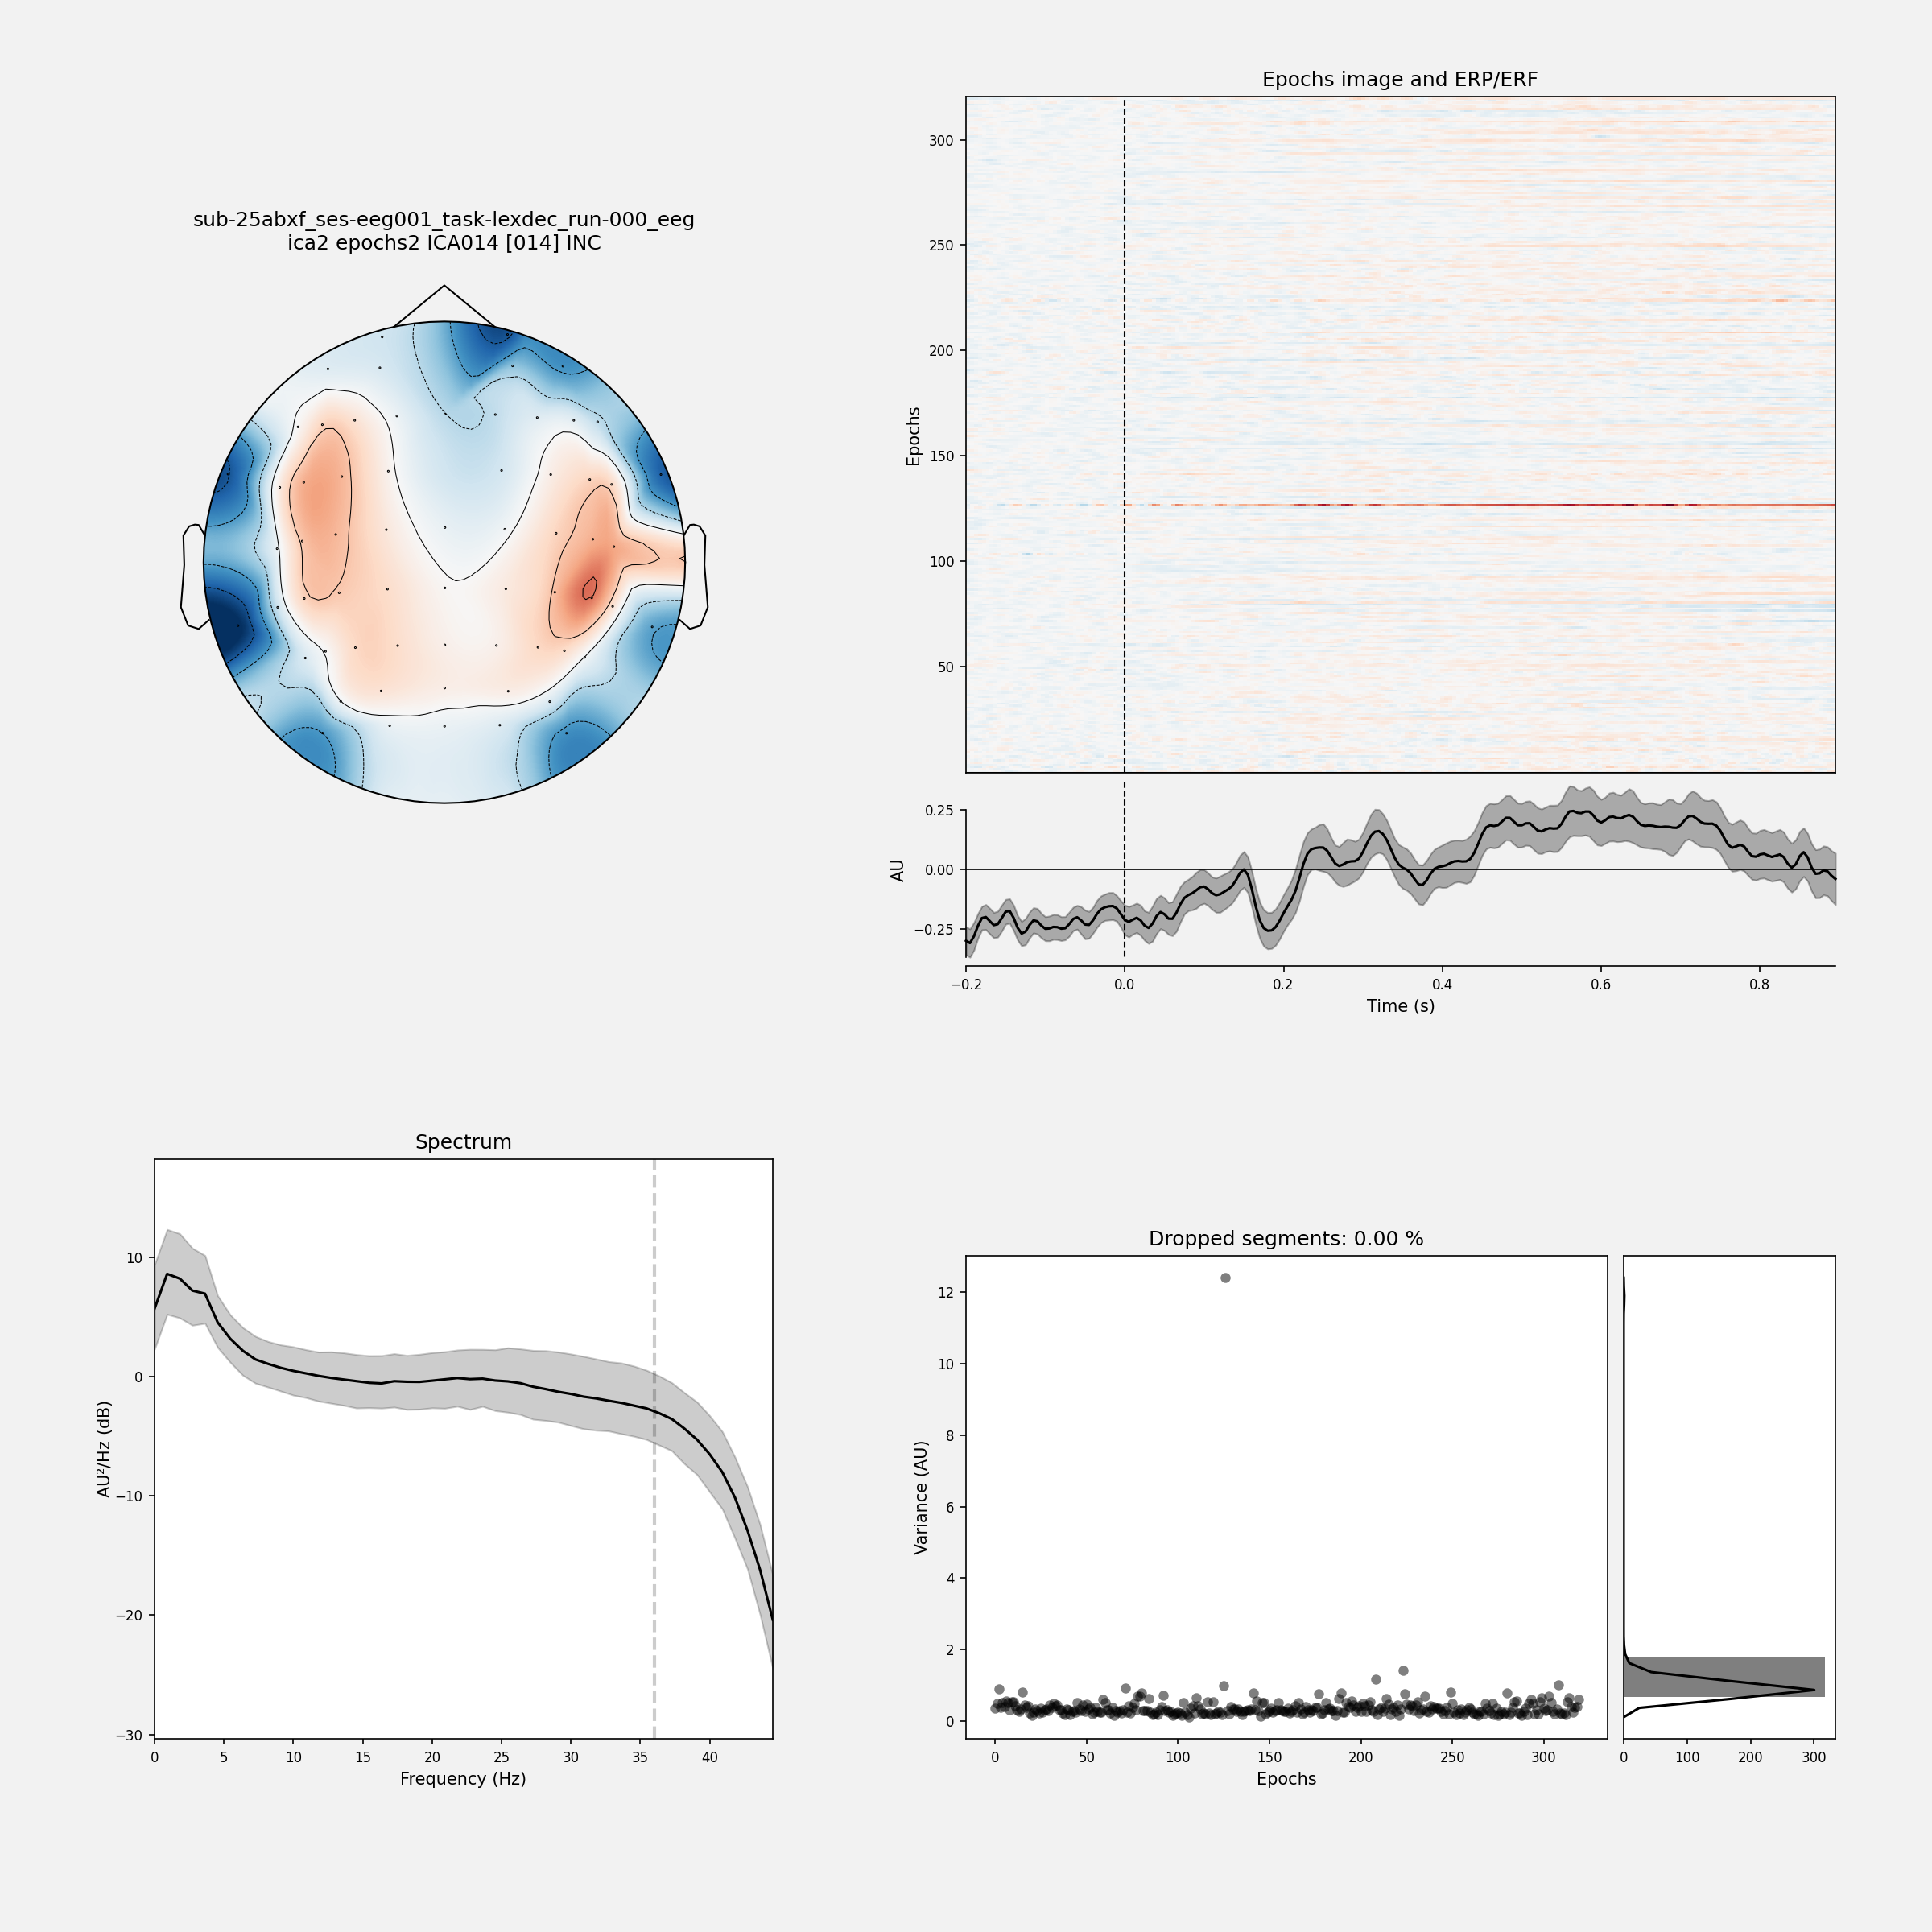 sub-25abxf_ses-eeg001_task-lexdec_run-000_eeg
ica2 epochs2 ICA014 [014] INC
Epochs image and ERP/ERF
Epochs
300
250
200
150
100
50
AU
0.25
0.00
−0.25
−0.2 0.0 0.2 0.4 0.6 0.8
Time (s)
Spectrum
AU²/Hz (dB)
10
0
−10
−20
−30
0 5 10 15 20 25 30 35 40
Frequency (Hz)
Dropped segments: 0.00 %
Variance (AU)
12
10
8
6
4
2
0
0 50 100 150 200 250 300
Epochs
0 100 200 300